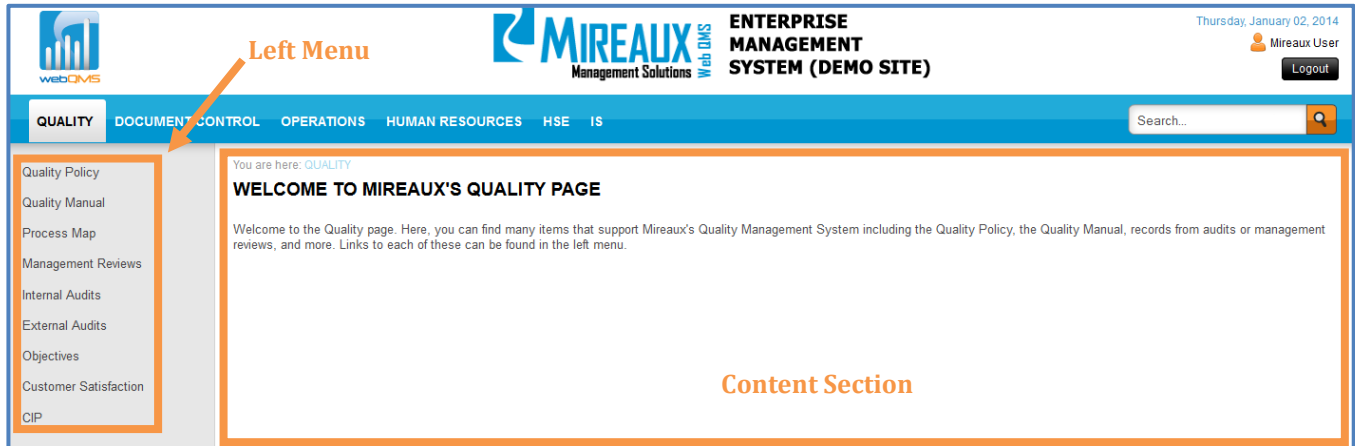 webQMS
Left Menu
MIREAUX
Management Solutions
Web QMS
ENTERPRISE
MANAGEMENT
SYSTEM (DEMO SITE)
Thursday, January 02, 2014
Mireaux User
Logout
QUALITY DOCUMENT CONTROL OPERATIONS HUMAN RESOURCES HSE IS
Search...
Quality Policy
Quality Manual
Process Map
Management Reviews
Internal Audits
External Audits
Objectives
Customer Satisfaction
CIP
You are here: QUALITY
WELCOME TO MIREAUX'S QUALITY PAGE
Welcome to the Quality page. Here, you can find many items that support Mireaux's Quality Management System including the Quality Policy, the Quality Manual, records from audits or management
reviews, and more. Links to each of these can be found in the left menu.
Content Section